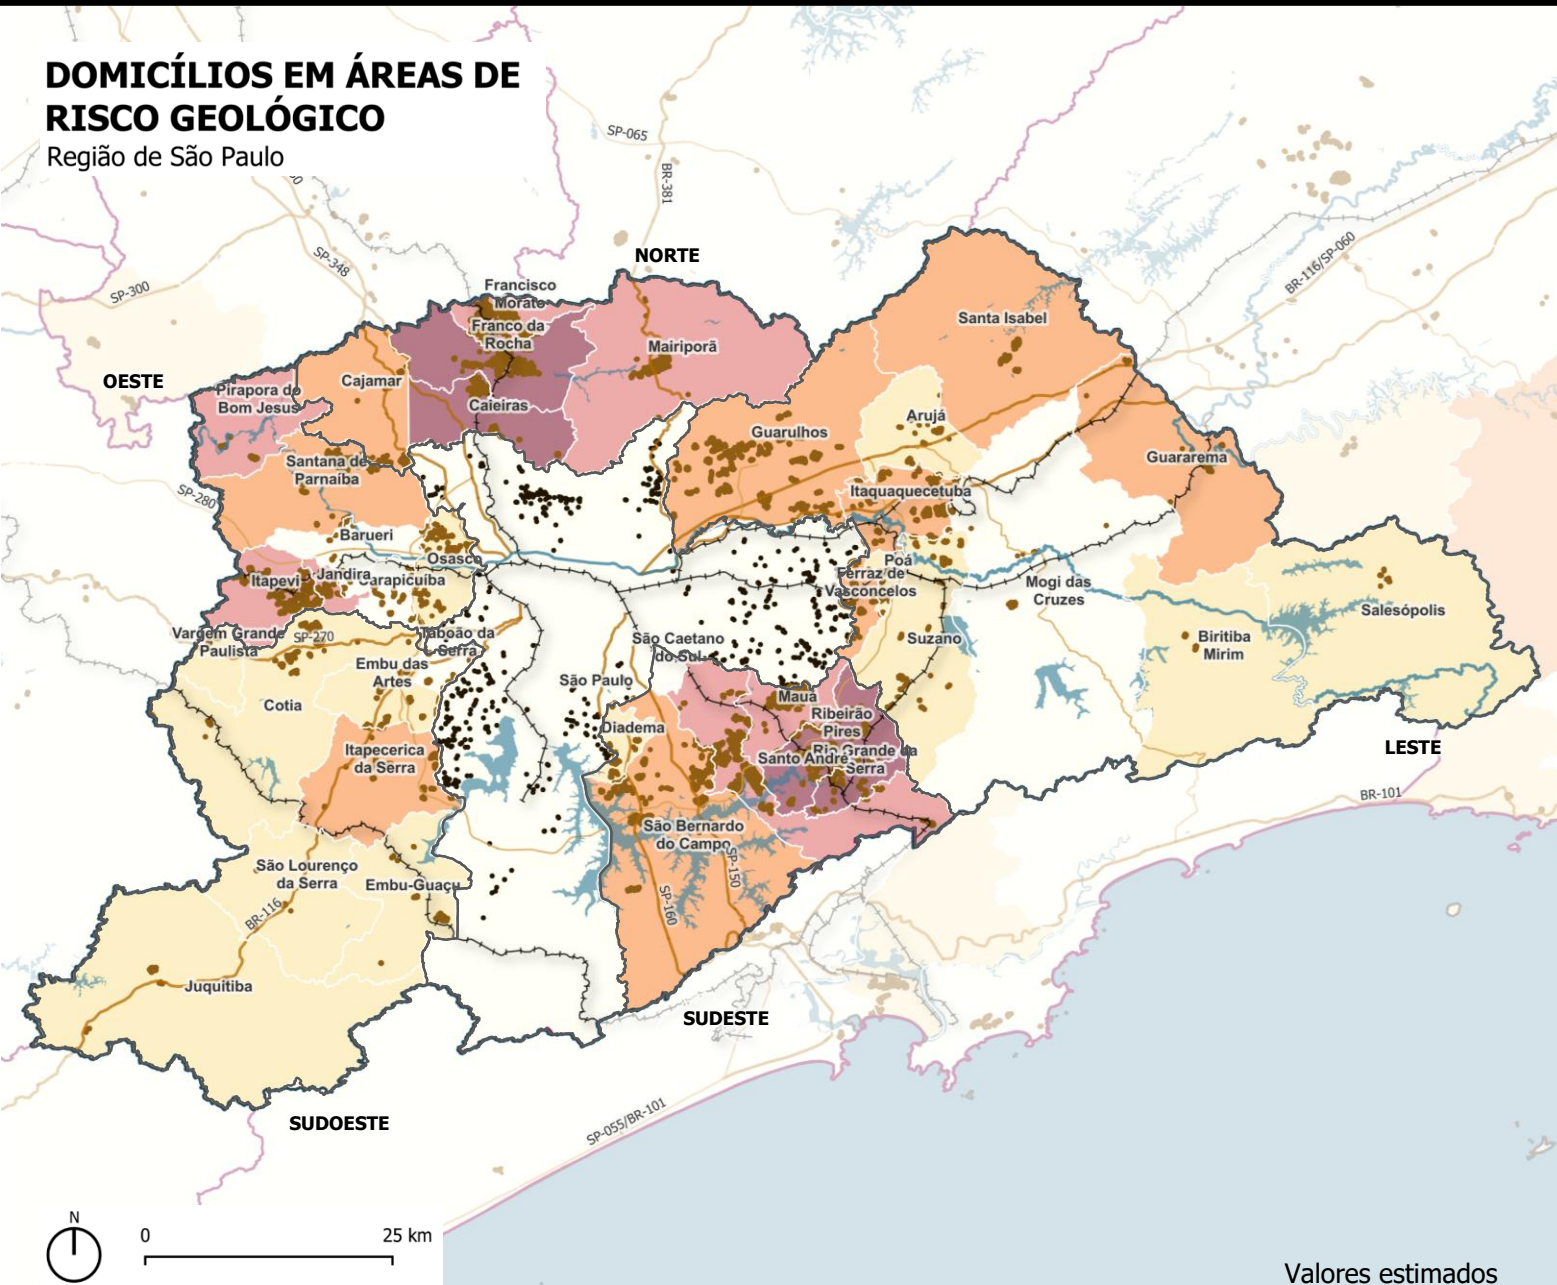 DOMICÍLIOS EM ÁREAS DE
RISCO GEOLÓGICO
Região de São Paulo
SP-065
BR-381
NORTE
SP-348
BR-116/SP-060
SP-300
Francisco
Morato
Santa Isabel
Franco da
Rocha
Mairiporã
OESTE
Pirapora do
Bom Jesus
Cajamar
Caieiras
Arujá
Guarulhos
Santana de
Parnaíba
Guararema
SP-280
Itaquaquecetuba
Barueri
Osasco
Itapevi
Jandira
arapicuíba
Poá
Ferraz de
Vasconcelos
Mogi das
Cruzes
Salesópolis
Vargem Grande
Paulista
SP-270
Taboão da
Serra
São Caetano
do Sul
Suzano
Biritiba
Mirim
Embu das
Artes
São Paulo
Cotia
Mauá
Ribeirão
Pires
Diadema
Itapecerica
da Serra
Santo André
Rio Grande da
Serra
LESTE
BR-101
São Bernardo
do Campo
SP-150
São Lourenço
da Serra
Embu-Guaçu
SP-160
BR-116
Juquitiba
SUDESTE
SUDOESTE
SP-055/BR-101
N
0
25 km
Valores estimados